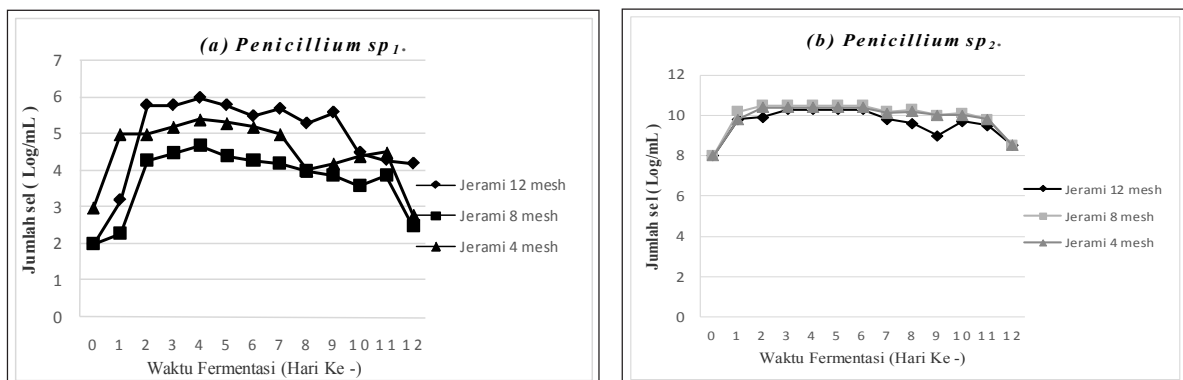 (a) Penicillium sp1.
7
6
5
4
3
2
1
0
Jumlah sel ( Log/mL )
0 1 2 3 4 5 6 7 8 9 10 11 12
Waktu Fermentasi (Hari Ke -)
Jerami 12 mesh
Jerami 8 mesh
Jerami 4 mesh
(b) Penicillium sp2.
12
10
8
6
4
2
0
Jumlah sel ( Log/mL )
0 1 2 3 4 5 6 7 8 9 10 11 12
Waktu Fermentasi (Hari Ke -)
Jerami 12 mesh
Jerami 8 mesh
Jerami 4 mesh